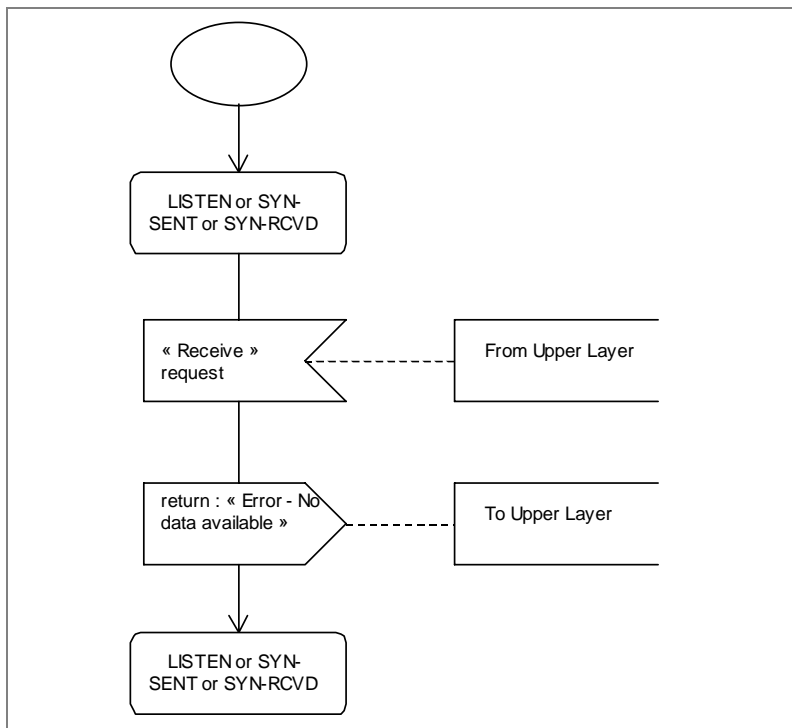 LISTEN or SYN-
SENT or SYN-RCVD
« Receive »
request
From Upper Layer
return : « Error - No
data available »
To Upper Layer
LISTEN or SYN-
SENT or SYN-RCVD